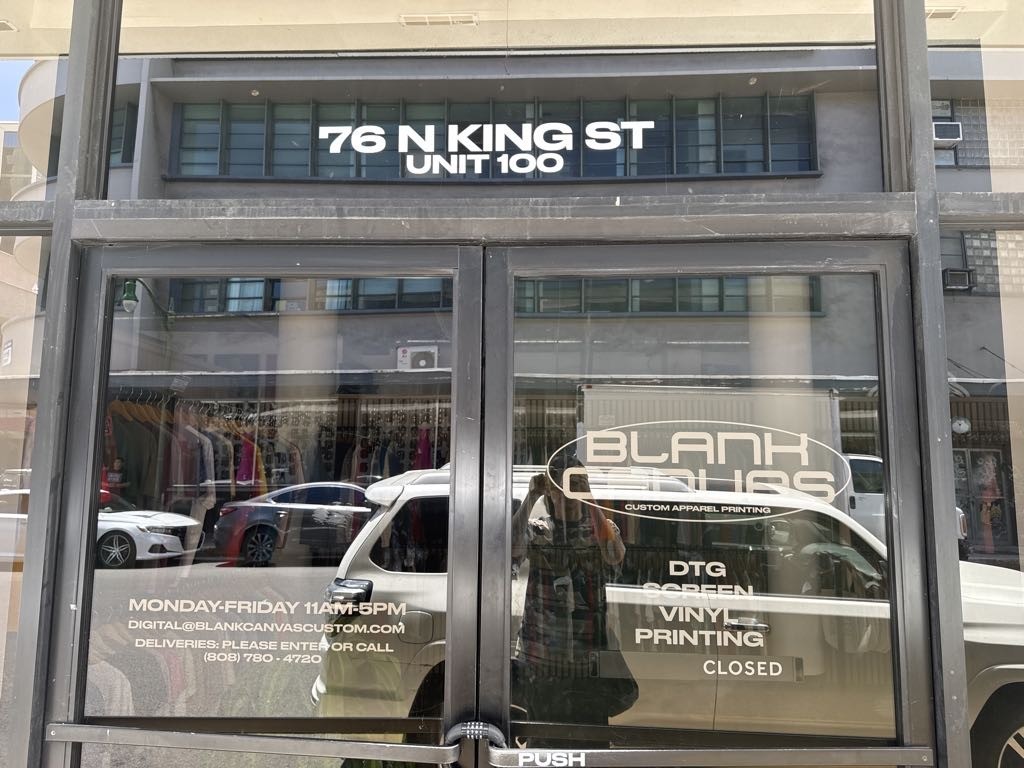 76 N KING ST
UNIT 100
BLANK
CANVAS
CUSTOM APPAREL PRINTING
DTG
SCREEN
VINYL
PRINTING
CLOSED
MONDAY-FRIDAY 11AM-5PM
DIGITAL@BLANKCANVASCUSTOM.COM
DELIVERIES: PLEASE ENTER OR CALL
(808) 780 - 4720
PUSH